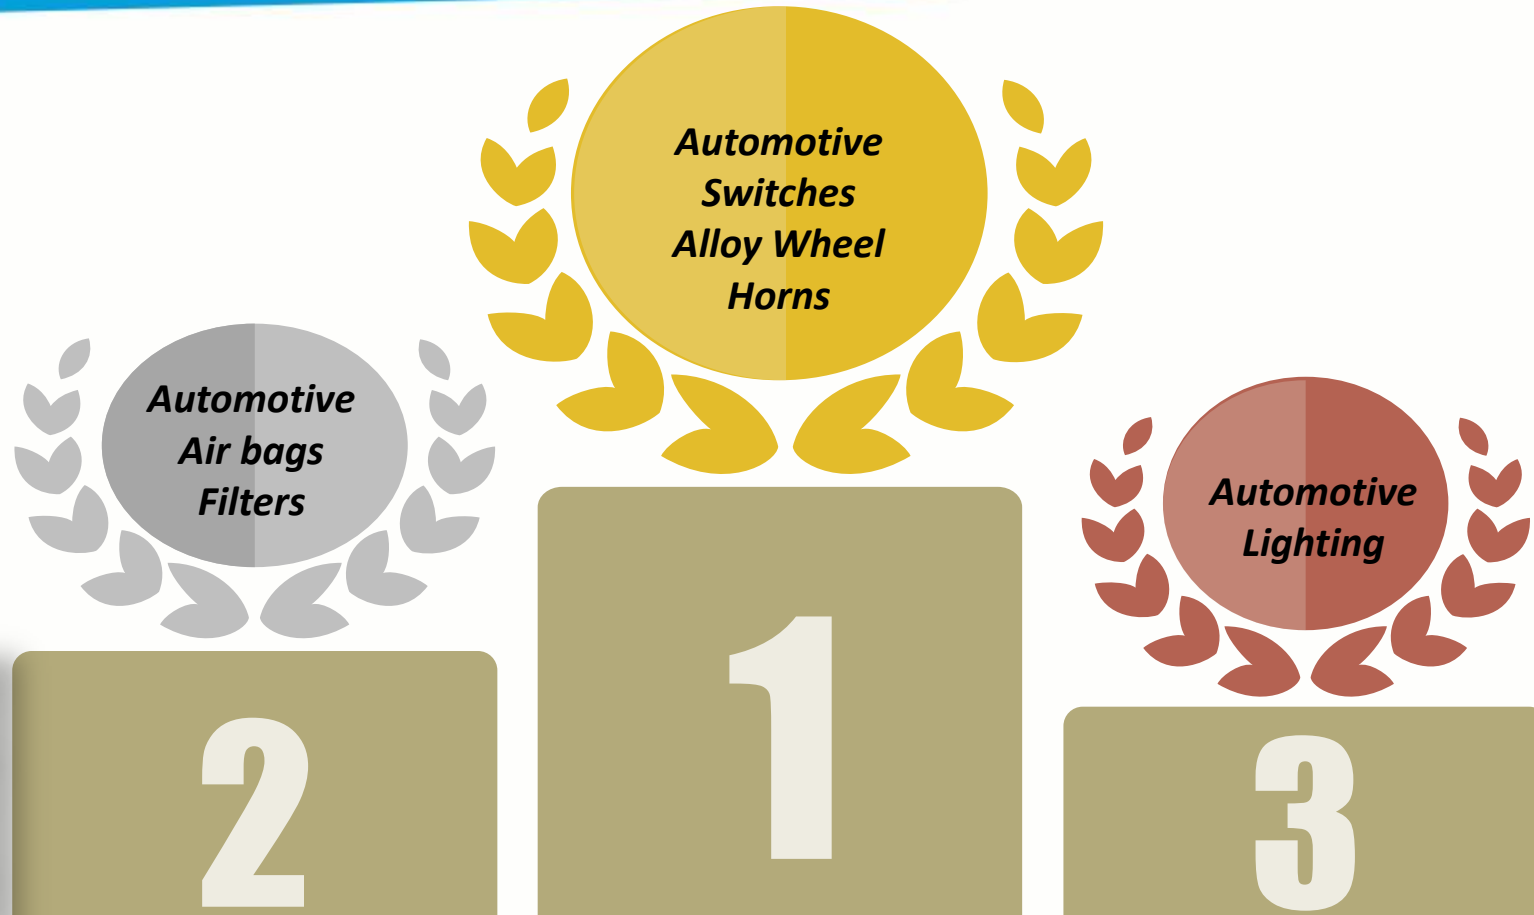 Automotive
Switches
Alloy Wheel
Horns
Automotive
Air bags
Filters
Automotive
Lighting
1
2
3